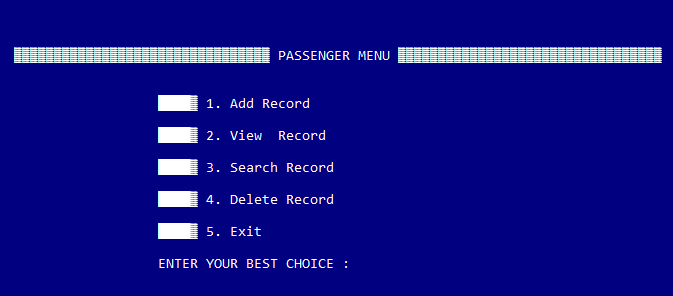 PASSENGER MENU
1. Add Record
2. View  Record
3. Search Record
4. Delete Record
5. Exit
ENTER YOUR BEST CHOICE :